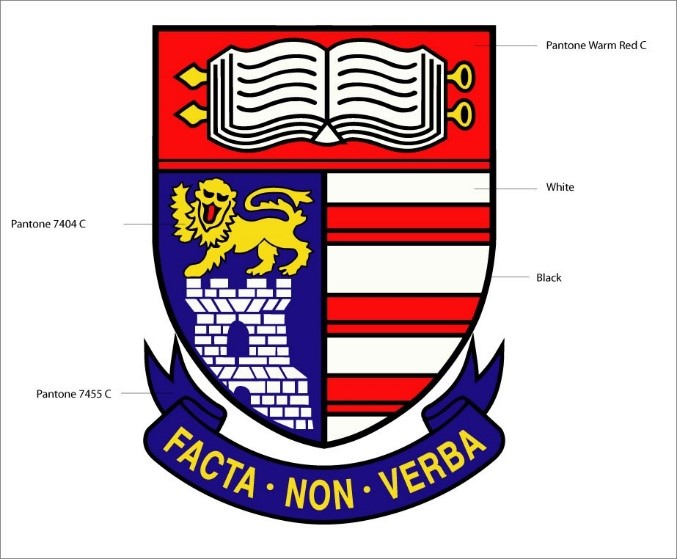 Pantone Warm Red C
White
Pantone 7404 C
Black
Pantone 7455 C
FACTA · NON · VERBA